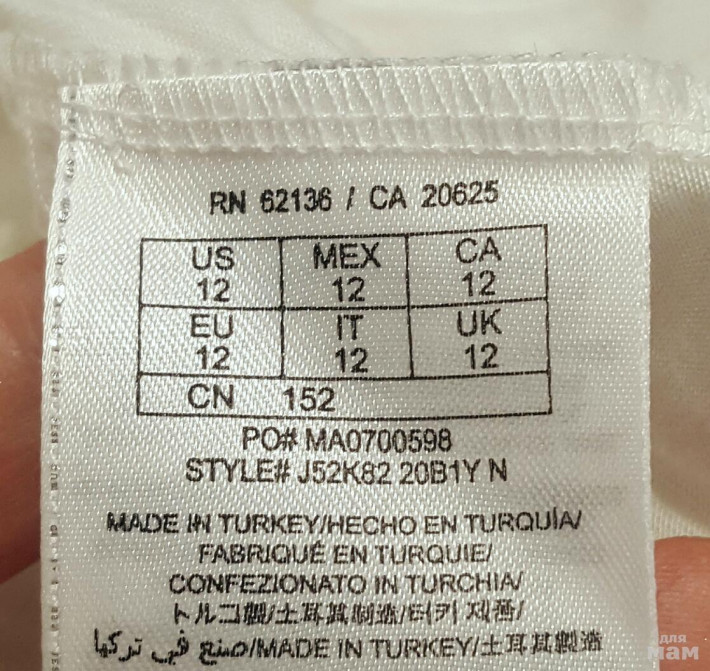 RN 62136 / CA 20625
US MEX CA
12 12 12
EU IT UK
12 12 12
CN 152
PO# MA0700598
STYLE# J52K82 20B1Y N
MADE IN TURKEY/HECHO EN TURQUÍA/
FABRIQUÉ EN TURQUIE/
CONFEZIONATO IN TURCHIA/
トルコ製/土耳其制造/터키 제품/
صنع في تركيا/MADE IN TURKEY/土耳其製造
для
мам